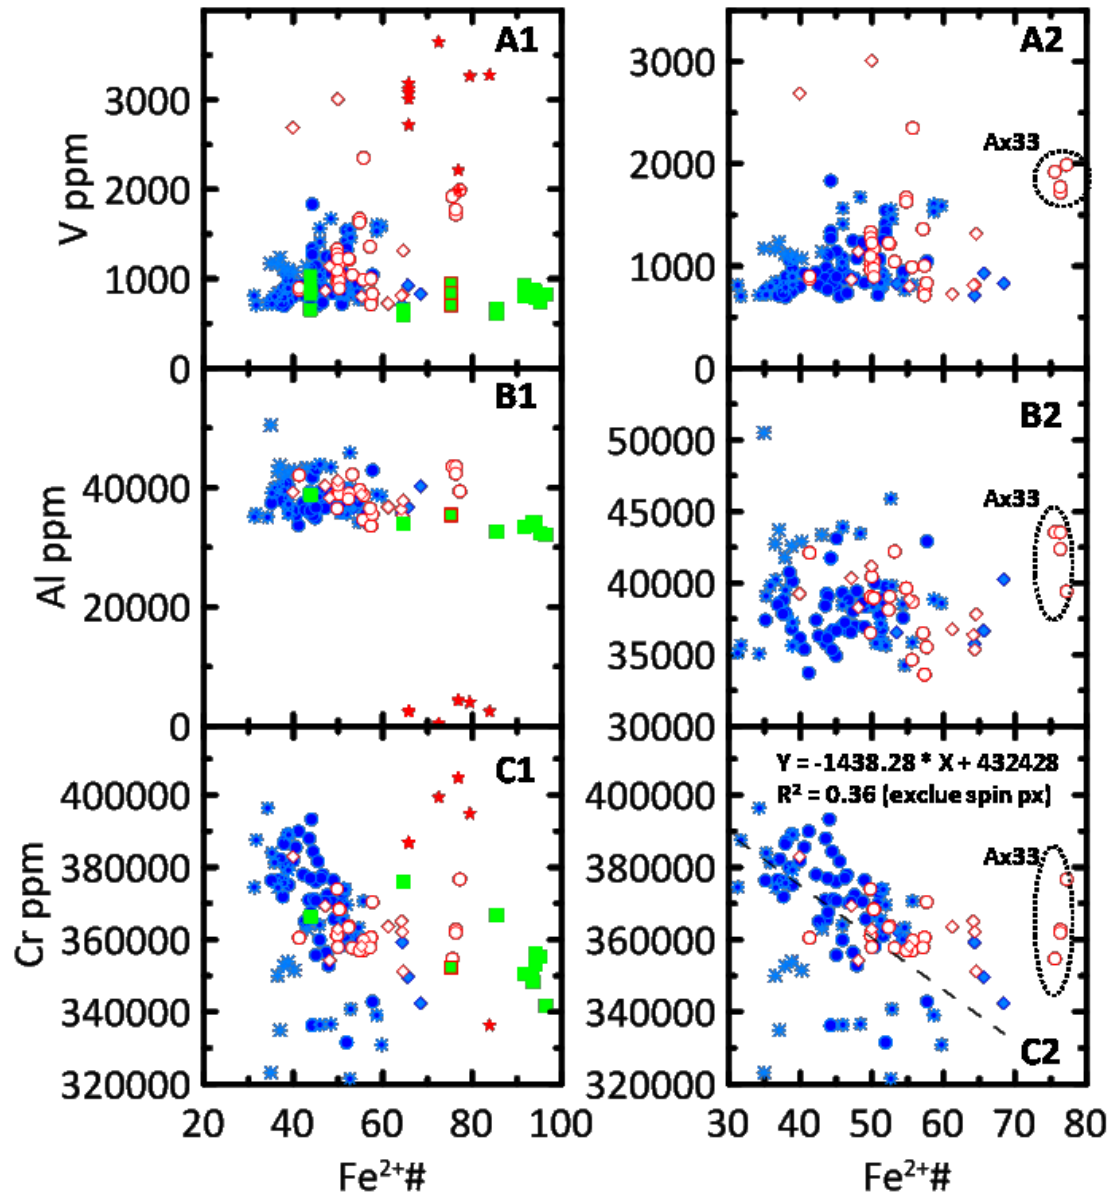 A1
A2
3000
2000
1000
0
V ppm
3000
2000
1000
0
Ax33
B1
B2
40000
20000
0
Al ppm
50000
45000
40000
35000
30000
Ax33
C1
Y = -1438.28 * X + 432428
R² = 0.36 (exclue spin px)
400000
380000
360000
340000
320000
Cr ppm
400000
380000
360000
340000
320000
Ax33
C2
20 40 60 80 100
30 40 50 60 70 80
Fe²⁺#
Fe²⁺#